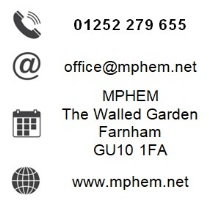 01252 279 655
office@mphem.net
MPHEM
The Walled Garden
Farnham
GU10 1FA
www.mphem.net